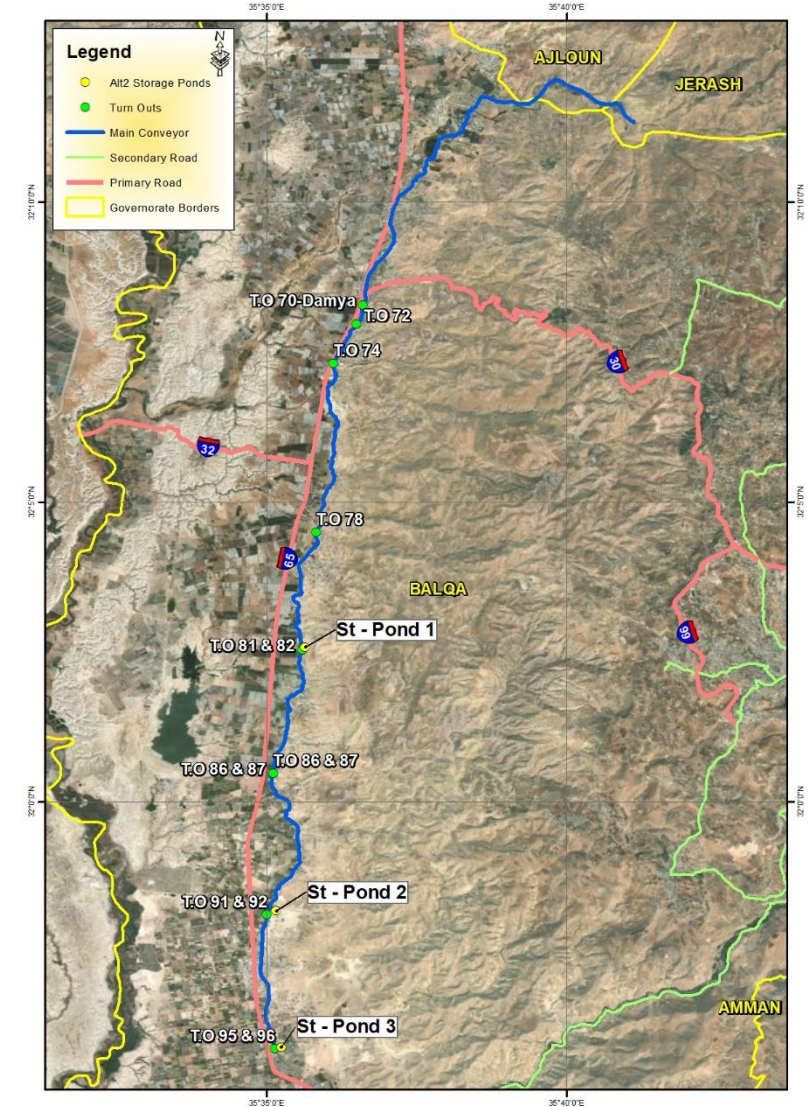 35°35'0"E
35°40'0"E
N
Legend
Alt2 Storage Ponds
Turn Outs
Main Conveyor
Secondary Road
Primary Road
Governorate Borders
AJLOUN
JERASH
32°10'0"N
32°10'0"N
T.O 70-Damya
T.O 72
T.O 74
30
32
32°5'0"N
32°5'0"N
T.O 78
65
BALQA
St - Pond 1
T.O 81 & 82
99
T.O 86 & 87
T.O 86 & 87
32°0'0"N
32°0'0"N
St - Pond 2
T.O 91 & 92
AMMAN
St - Pond 3
T.O 95 & 96
35°35'0"E
35°40'0"E